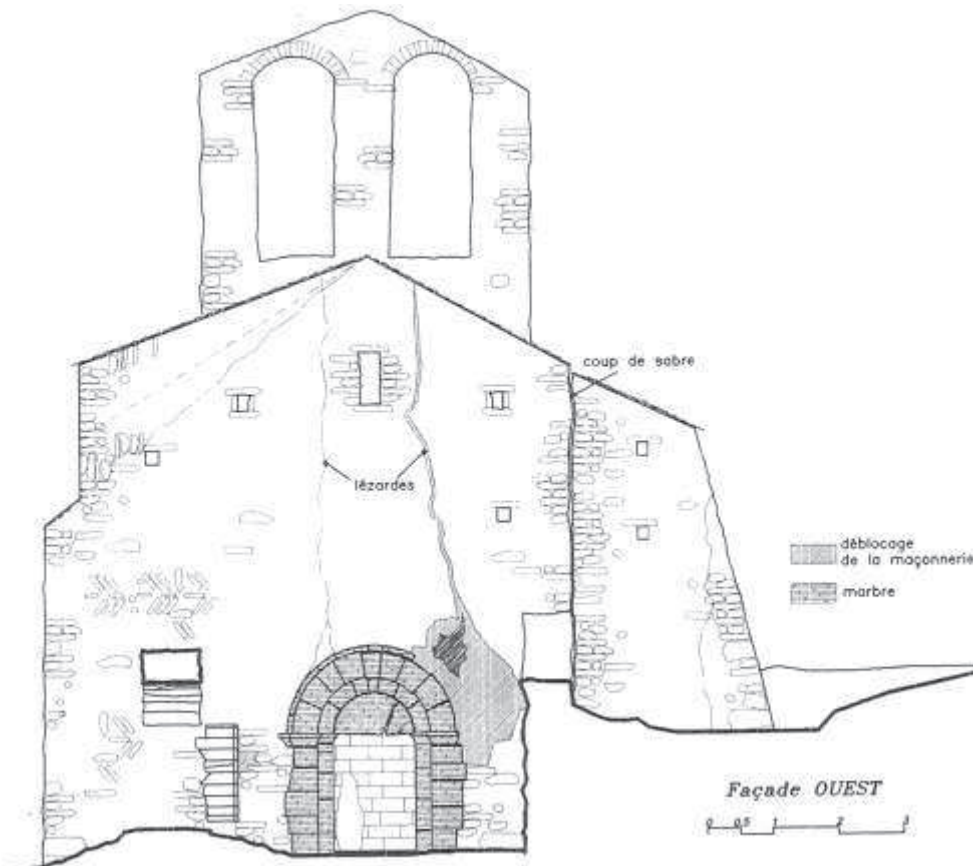 coup de sabre
lézardes
déblocage
de la maçonnerie
marbre
Façade OUEST
0 0,5 1 2 3